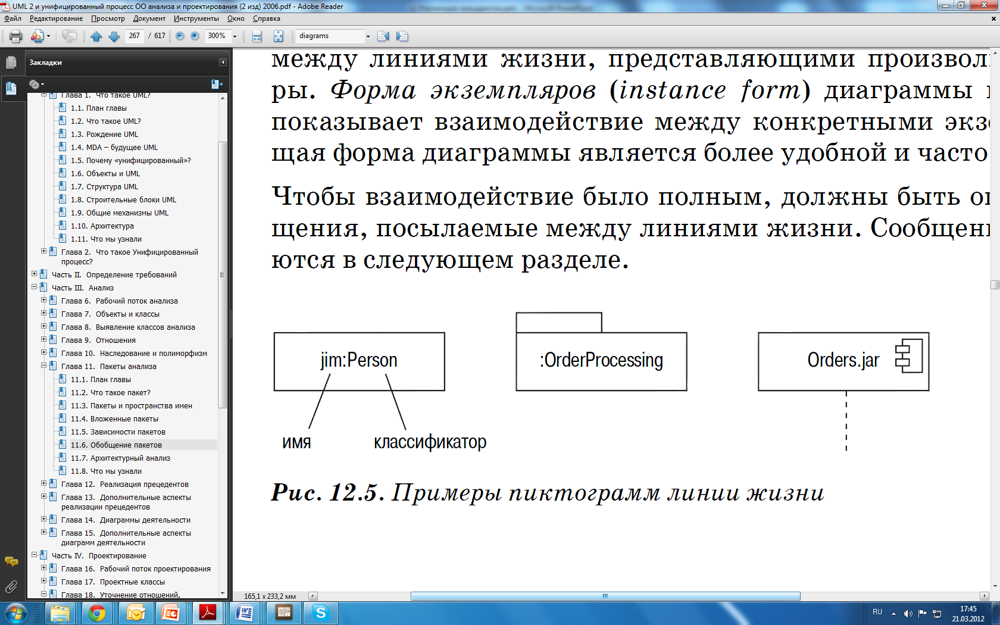 UML 2 и унифицированный процесс ОО анализа и проектирования (2 изд) 2006.pdf - Adobe Reader
Файл Редактирование Просмотр Документ Инструменты Окно Справка
267 / 617 300% diagrams
Закладки
Глава 1. Что такое UML?
1.1. План главы
1.2. Что такое UML?
1.3. Рождение UML
1.4. MDA – будущее UML
1.5. Почему «унифицированный»?
1.6. Объекты и UML
1.7. Структура UML
1.8. Строительные блоки UML
1.9. Общие механизмы UML
1.10. Архитектура
1.11. Что мы узнали
Глава 2. Что такое Унифицированный
процесс?
Часть II. Определение требований
Часть III. Анализ
Глава 6. Рабочий поток анализа
Глава 7. Объекты и классы
Глава 8. Выявление классов анализа
Глава 9. Отношения
Глава 10. Наследование и полиморфизм
Глава 11. Пакеты анализа
11.1. План главы
11.2. Что такое пакет?
11.3. Пакеты и пространства имен
11.4. Вложенные пакеты
11.5. Зависимости пакетов
11.6. Обобщение пакетов
11.7. Архитектурный анализ
11.8. Что мы узнали
Глава 12. Реализация прецедентов
Глава 13. Дополнительные аспекты
реализации прецедентов
Глава 14. Диаграммы деятельности
Глава 15. Дополнительные аспекты
диаграмм деятельности
Часть IV. Проектирование
Глава 16. Рабочий поток проектирования
Глава 17. Проектные классы
Глава 18. Уточнение отношений,
между линиями жизни, представляющими произвол
ры. Форма экземпляров (instance form) диаграммы
показывает взаимодействие между конкретными экз
щая форма диаграммы является более удобной и часто
Чтобы взаимодействие было полным, должны быть оп
щения, посылаемые между линиями жизни. Сообщен
ются в следующем разделе.
jim:Person
:OrderProcessing
Orders.jar
имя
классификатор
Рис. 12.5. Примеры пиктограмм линии жизни
165,1 x 233,2 мм
RU
17:45
21.03.2012